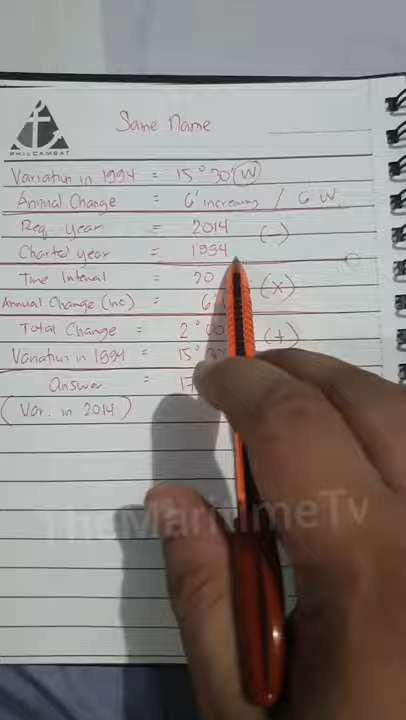 PHILCAMSAT
Same Name
Variation in 1994 = 15° 30' W
Annual Change = 6' increasing / 6' W
Req. year = 2014 (-)
Charted year = 1994
Time Interval = 20 (x)
Annual Change (inc) = 6
Total Change = 2° 00 (+)
Variation in 1994 = 15° 30
Answer = 17
(Var. in 2014)
TheMaritimeTv